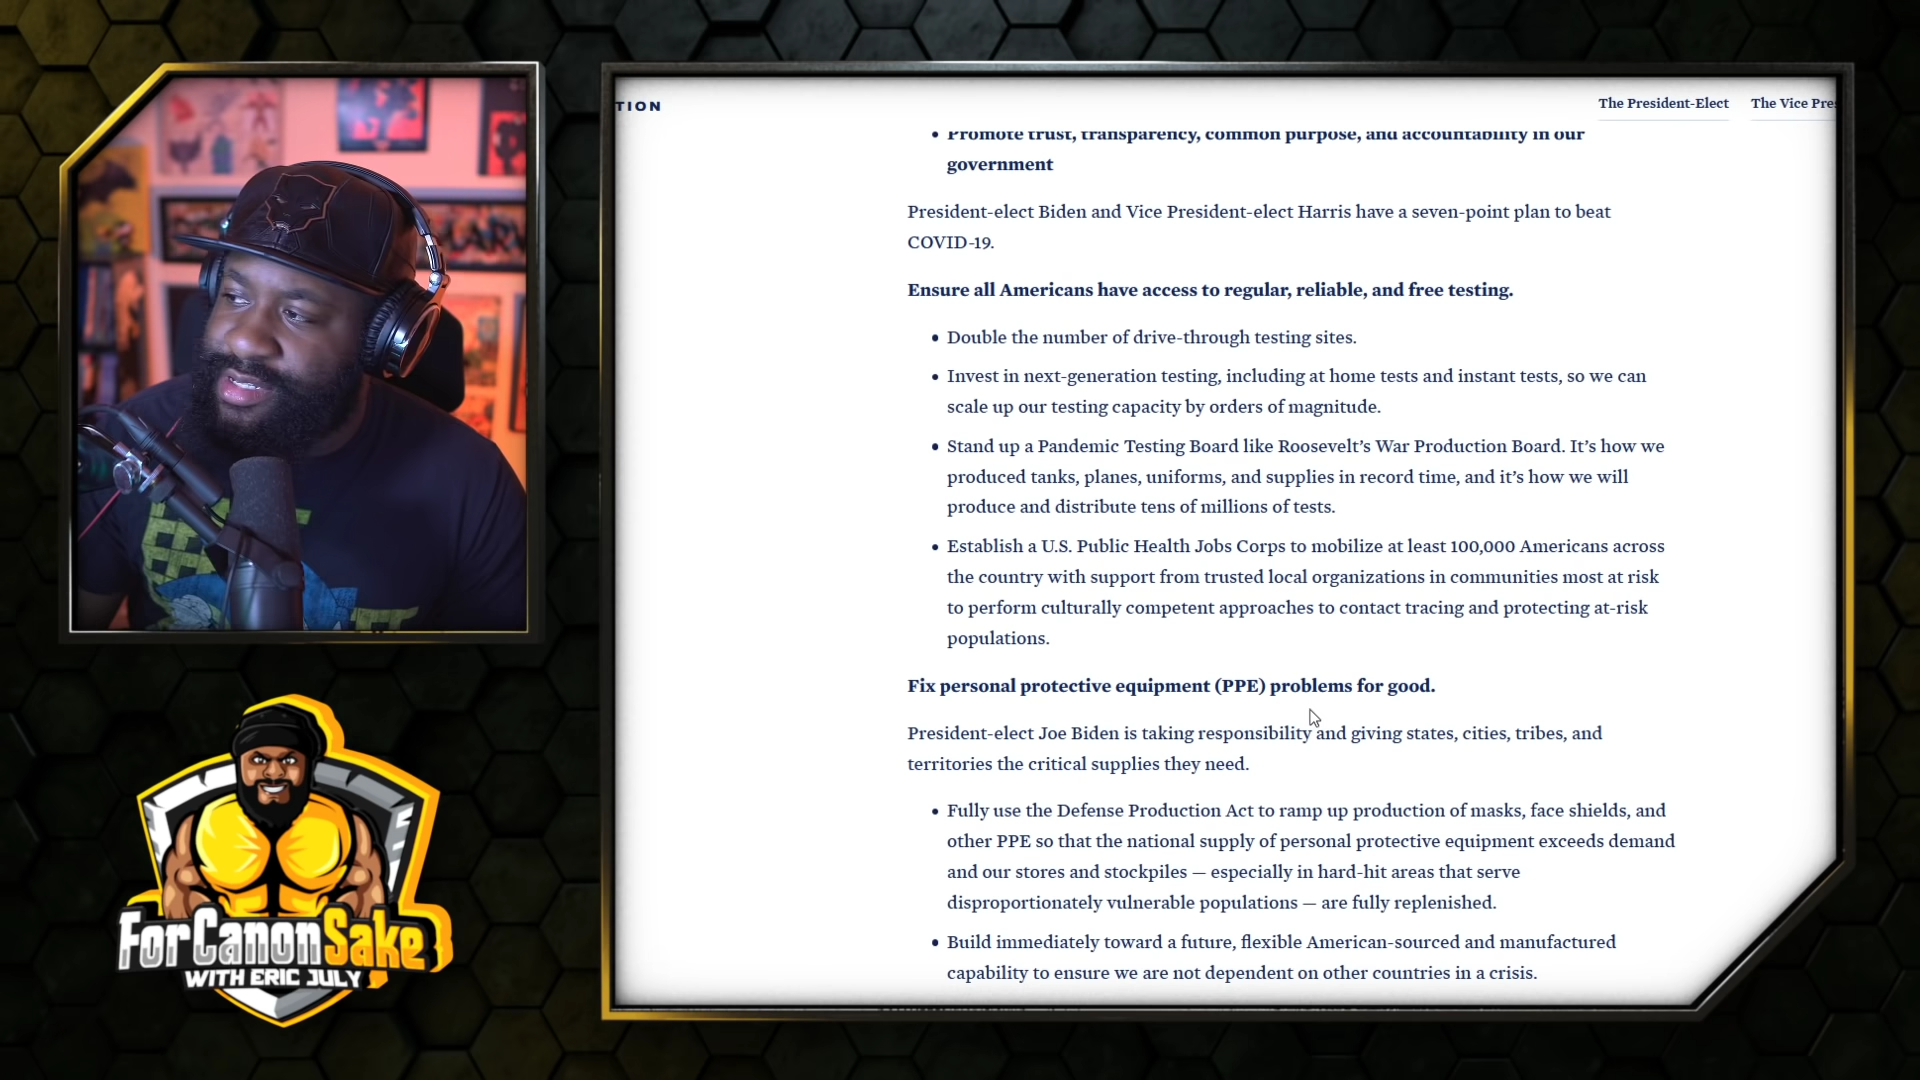 TION
The President-Elect
The Vice Pres
• Promote trust, transparency, common purpose, and accountability in our
government
President-elect Biden and Vice President-elect Harris have a seven-point plan to beat
COVID-19.
Ensure all Americans have access to regular, reliable, and free testing.
• Double the number of drive-through testing sites.
• Invest in next-generation testing, including at home tests and instant tests, so we can
scale up our testing capacity by orders of magnitude.
• Stand up a Pandemic Testing Board like Roosevelt’s War Production Board. It’s how we
produced tanks, planes, uniforms, and supplies in record time, and it’s how we will
produce and distribute tens of millions of tests.
• Establish a U.S. Public Health Jobs Corps to mobilize at least 100,000 Americans across
the country with support from trusted local organizations in communities most at risk
to perform culturally competent approaches to contact tracing and protecting at-risk
populations.
Fix personal protective equipment (PPE) problems for good.
President-elect Joe Biden is taking responsibility and giving states, cities, tribes, and
territories the critical supplies they need.
• Fully use the Defense Production Act to ramp up production of masks, face shields, and
other PPE so that the national supply of personal protective equipment exceeds demand
and our stores and stockpiles — especially in hard-hit areas that serve
disproportionately vulnerable populations — are fully replenished.
• Build immediately toward a future, flexible American-sourced and manufactured
capability to ensure we are not dependent on other countries in a crisis.
ForCanonSake
WITH ERIC JULY